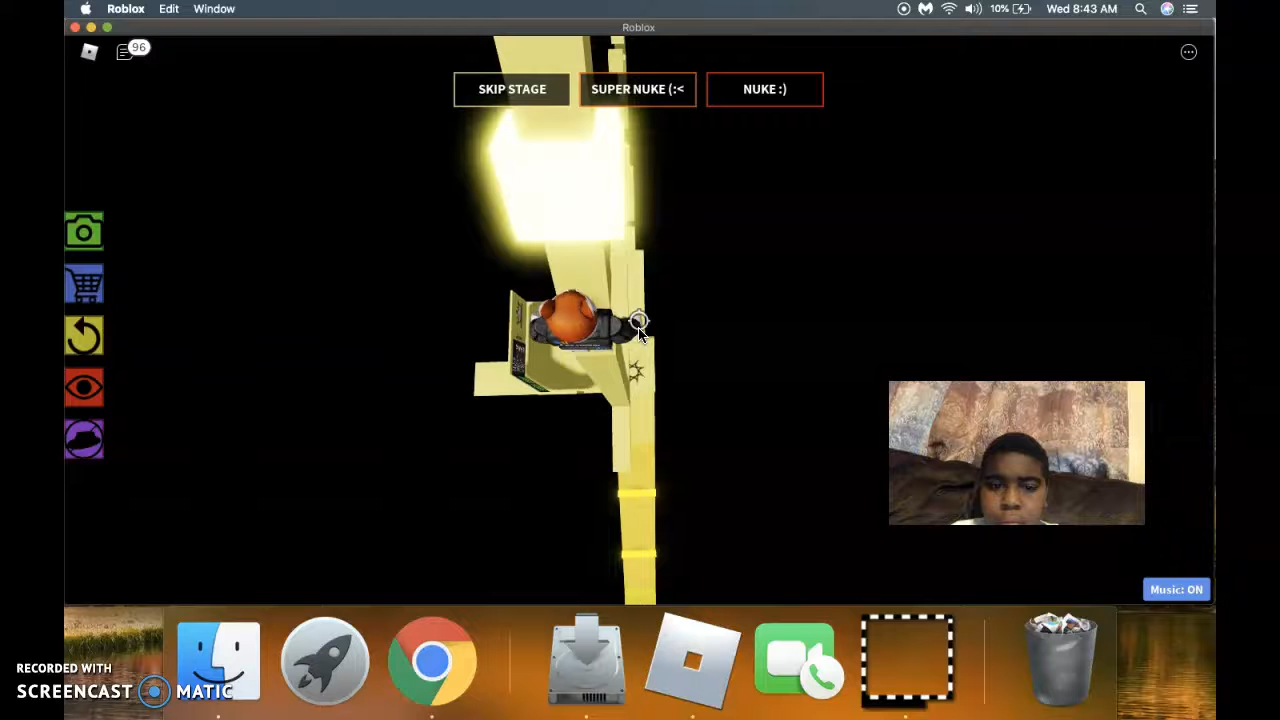 Roblox Edit Window 10% Wed 8:43 AM
Roblox
96
SKIP STAGE SUPER NUKE (:< NUKE :)
Music: ON
RECORDED WITH
SCREENCAST MATIC